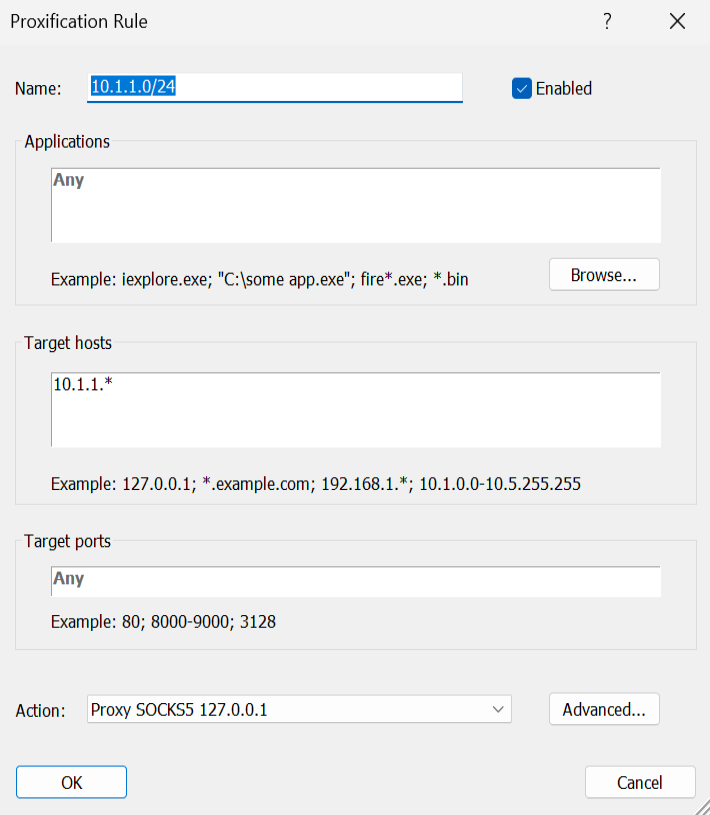 Proxification Rule ?
Name: 10.1.1.0/24 Enabled
Applications
Any
Example: iexplore.exe; "C:\some app.exe"; fire*.exe; *.bin Browse...
Target hosts
10.1.1.*
Example: 127.0.0.1; *.example.com; 192.168.1.*; 10.1.0.0-10.5.255.255
Target ports
Any
Example: 80; 8000-9000; 3128
Action: Proxy SOCKS5 127.0.0.1 Advanced...
OK Cancel